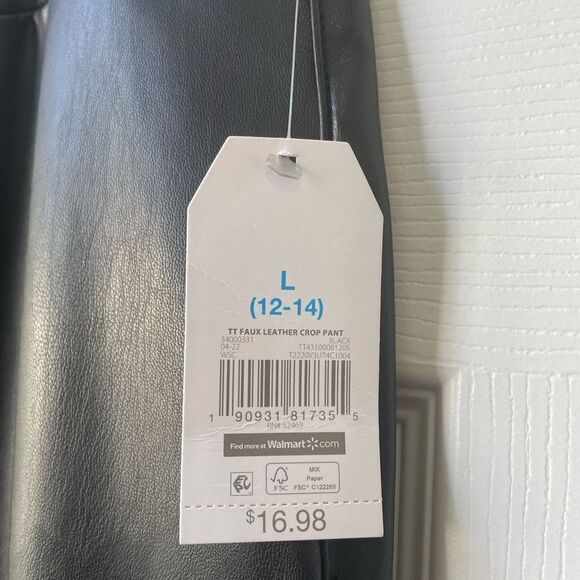 L
(12-14)
TT FAUX LEATHER CROP PANT
34000331 BLACK
04-22 TT43100081205
WSC T2220V3U74C1004
1 90931 81735 5
RN# 52469
Find more at Walmart.com
FSC
MIX
Paper
FSC® C122265
$16.98